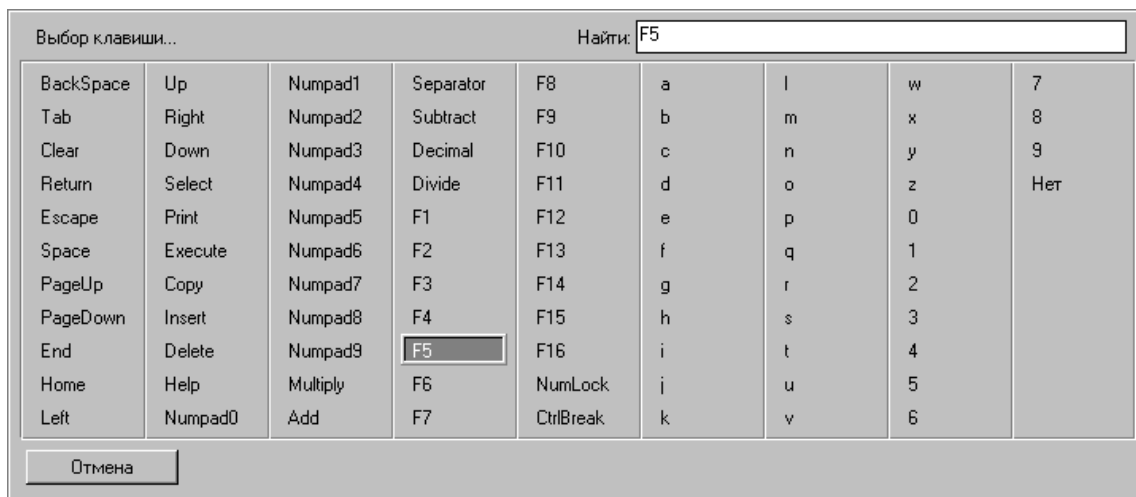 Выбор клавиши... Найти: F5
BackSpace Up Numpad1 Separator F8 a l w 7
Tab Right Numpad2 Subtract F9 b m x 8
Clear Down Numpad3 Decimal F10 c n y 9
Return Select Numpad4 Divide F11 d o z Нет
Escape Print Numpad5 F1 F12 e p 0
Space Execute Numpad6 F2 F13 f q 1
PageUp Copy Numpad7 F3 F14 g r 2
PageDown Insert Numpad8 F4 F15 h s 3
End Delete Numpad9 F5 F16 i t 4
Home Help Multiply F6 NumLock j u 5
Left Numpad0 Add F7 CtrlBreak k v 6
Отмена